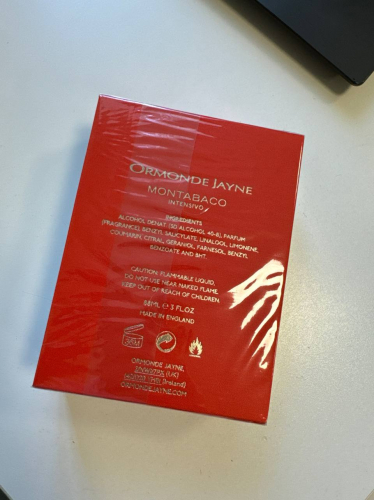 ORMONDE JAYNE
MONTABACO
INTENSIVO
INGREDIENTS
ALCOHOL DENAT. (SD ALCOHOL 40-B), PARFUM
(FRAGRANCE), BENZYL SALICYLATE, LINALOOL, LIMONENE,
COUMARIN, CITRAL, GERANIOL, FARNESOL, BENZYL
BENZOATE AND BHT.
CAUTION: FLAMMABLE LIQUID.
DO NOT USE NEAR NAKED FLAME.
KEEP OUT OF REACH OF CHILDREN.
88ML ℮ 3 FL.OZ
MADE IN ENGLAND
ORMONDE JAYNE,
(UK)
(Ireland)
ORMONDEJAYNE.COM